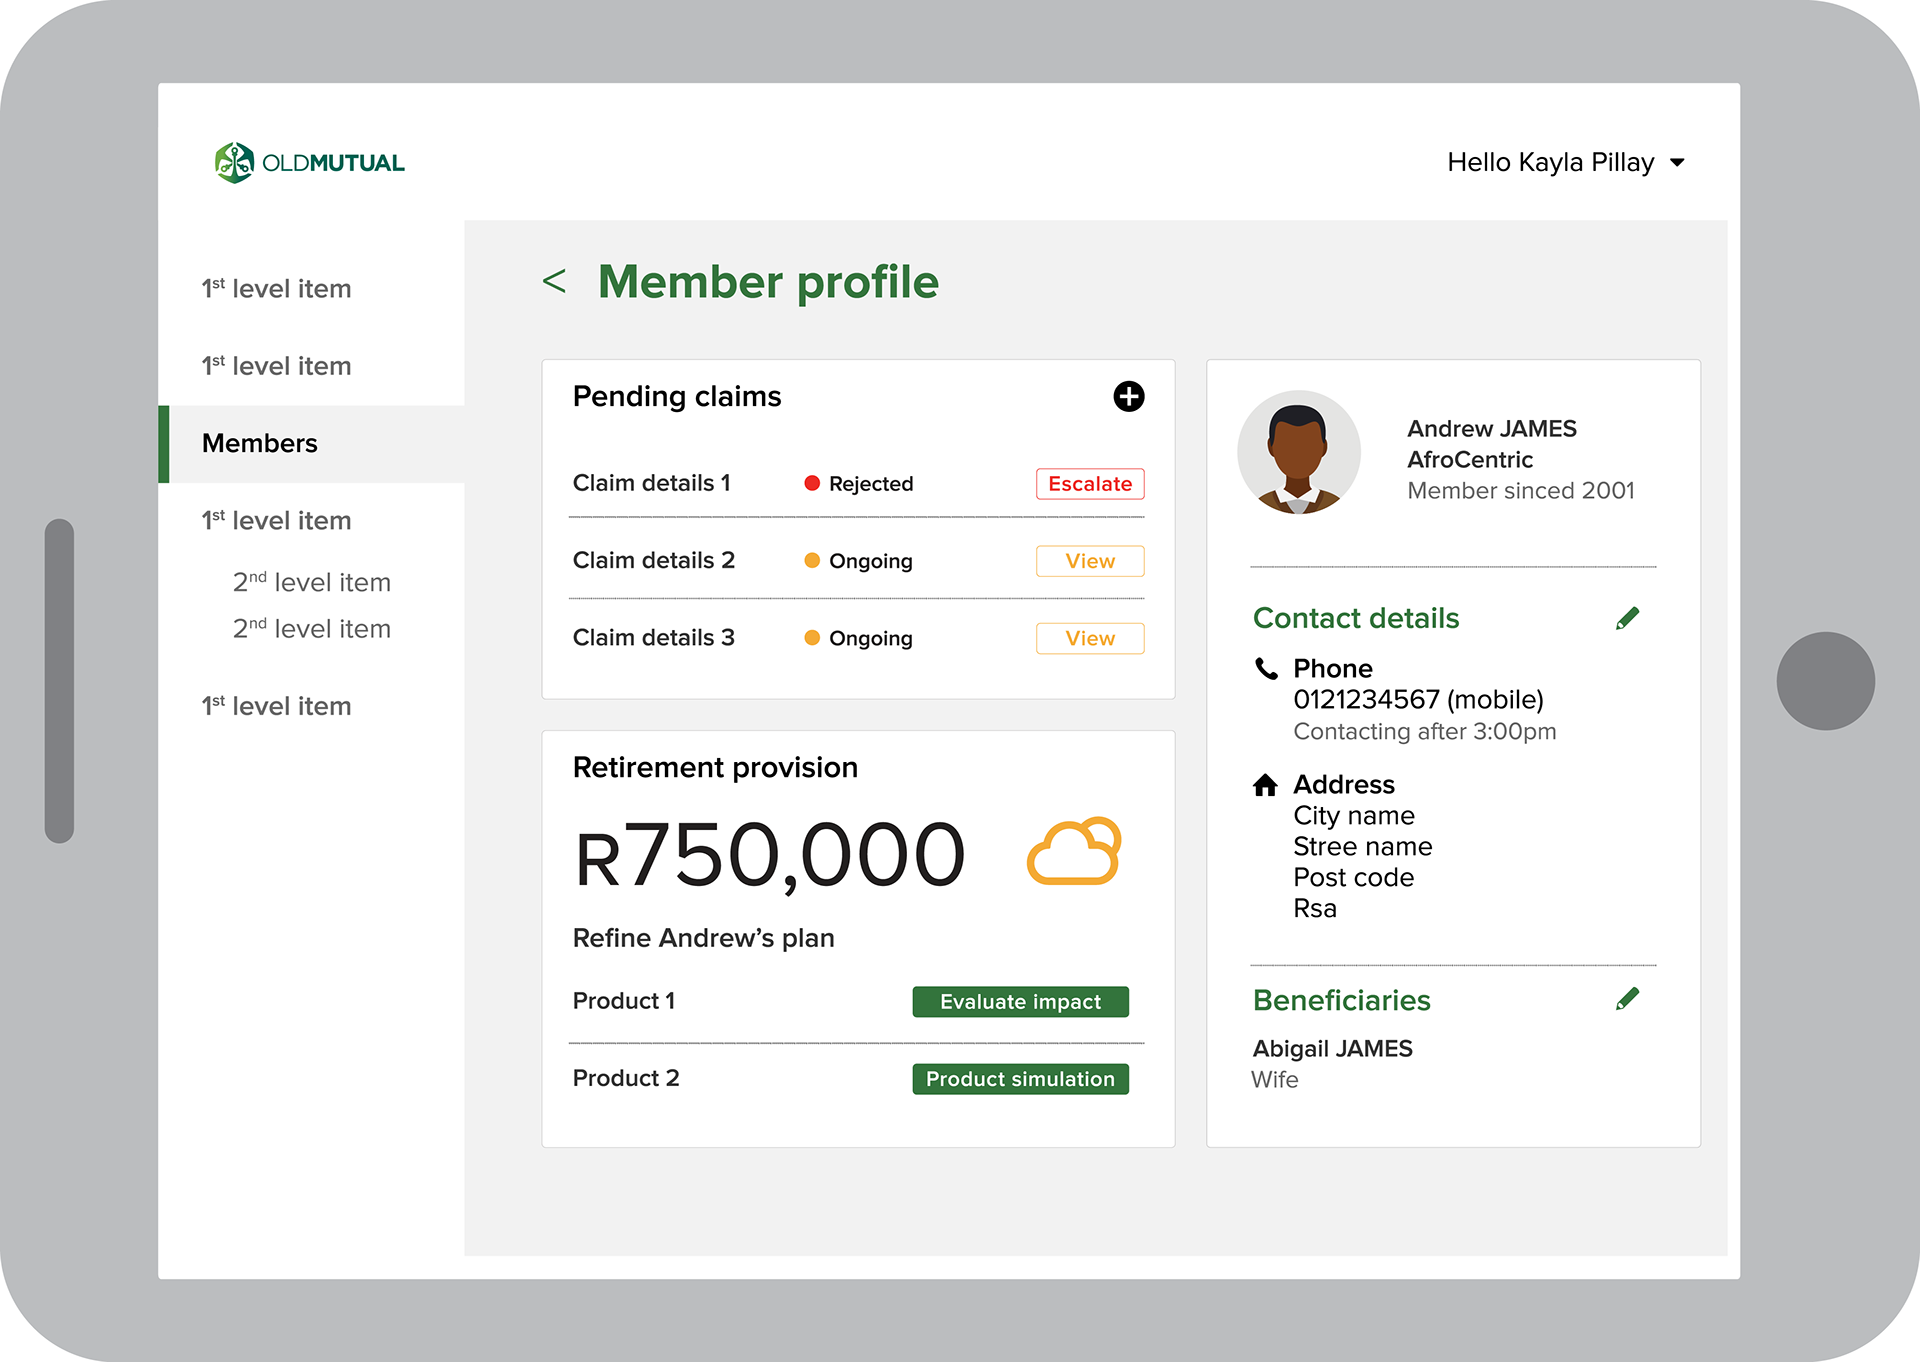 OLDMUTUAL
Hello Kayla Pillay
1st level item
1st level item
Members
1st level item
2nd level item
2nd level item
1st level item
< Member profile
Pending claims
Claim details 1 Rejected Escalate
Claim details 2 Ongoing View
Claim details 3 Ongoing View
Retirement provision
R750,000
Refine Andrew’s plan
Product 1 Evaluate impact
Product 2 Product simulation
Andrew JAMES
AfroCentric
Member sinced 2001
Contact details
Phone
0121234567 (mobile)
Contacting after 3:00pm
Address
City name
Stree name
Post code
Rsa
Beneficiaries
Abigail JAMES
Wife